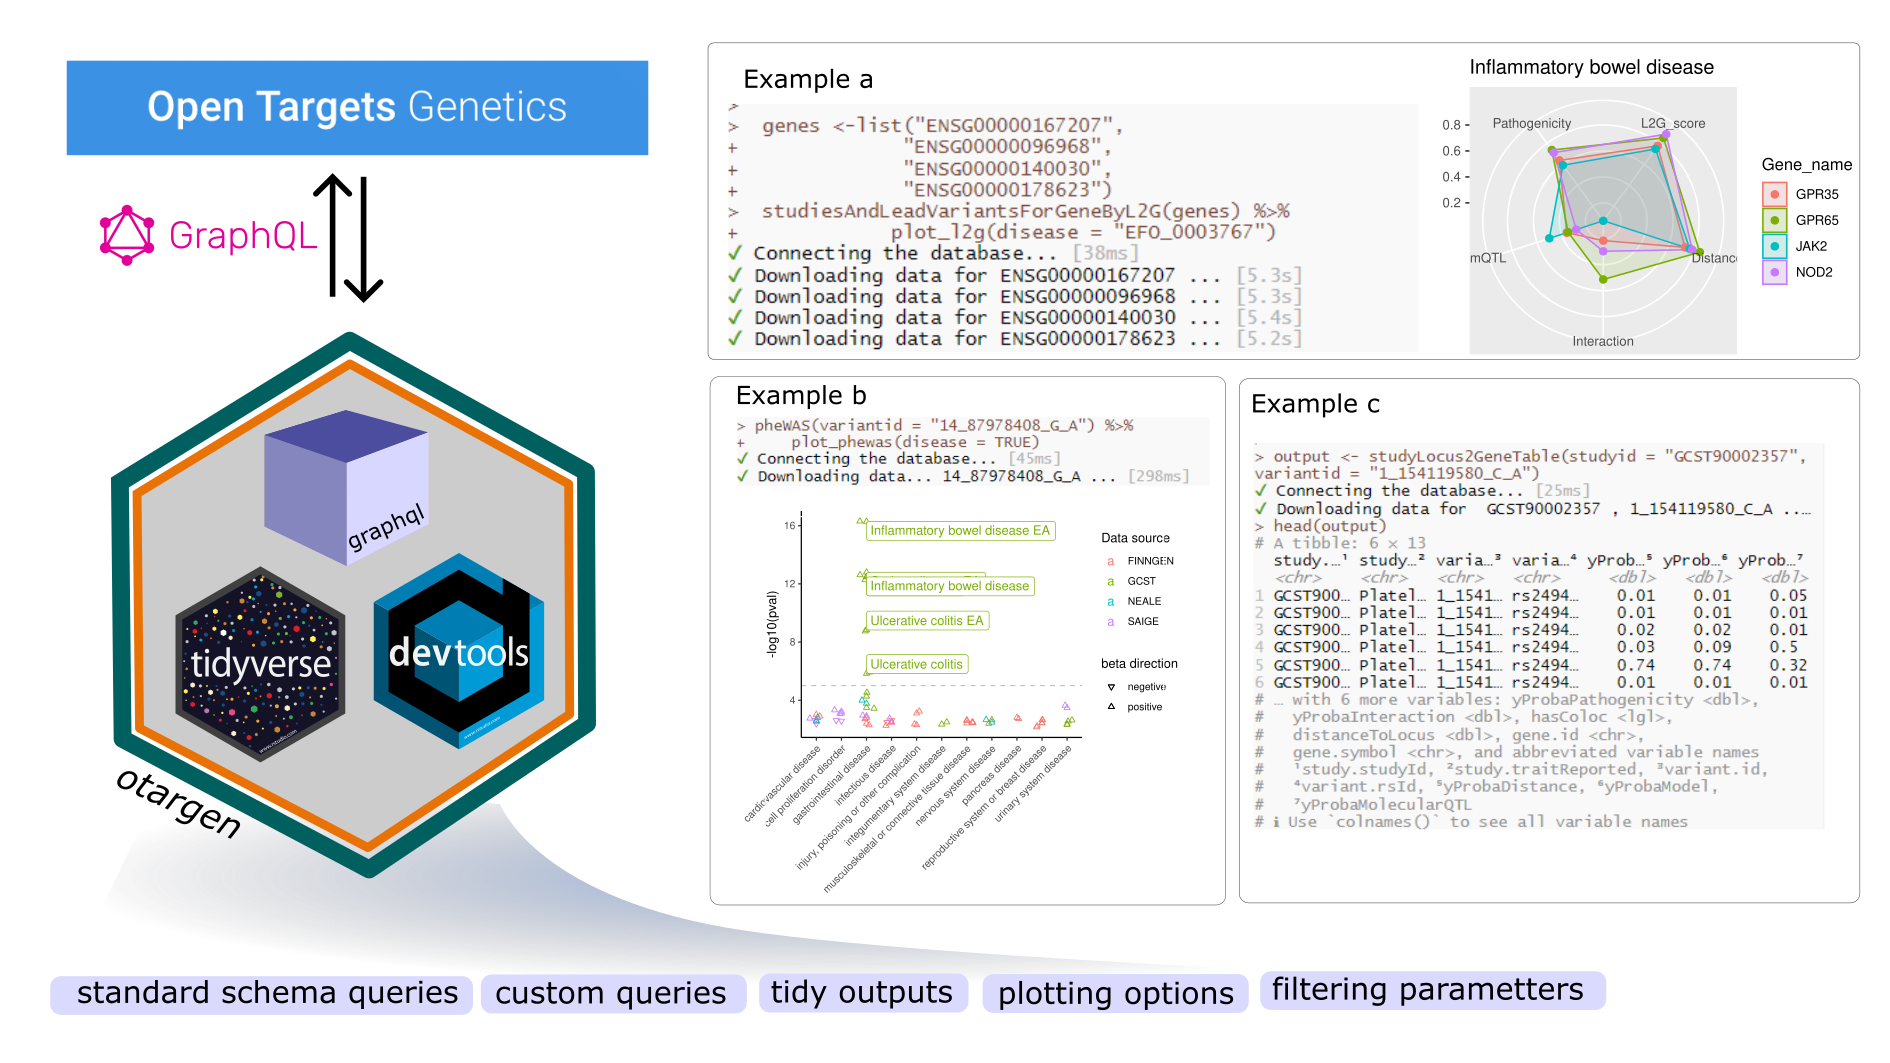 Open Targets Genetics
GraphQL
graphql
tidyverse
www.rstudio.com
devtools
www.rstudio.com
otargen
Example a
>
> genes <-list("ENSG00000167207",
+ "ENSG00000096968",
+ "ENSG00000140030",
+ "ENSG00000178623")
> studiesAndLeadVariantsForGeneByL2G(genes) %>%
+ plot_l2g(disease = "EFO_0003767")
✓ Connecting the database... [38ms]
✓ Downloading data for ENSG00000167207 ... [5.3s]
✓ Downloading data for ENSG00000096968 ... [5.3s]
✓ Downloading data for ENSG00000140030 ... [5.4s]
✓ Downloading data for ENSG00000178623 ... [5.2s]
Inflammatory bowel disease
Pathogenicity
L2G_score
0.8
0.6
0.4
0.2
mQTL
Distanc
Interaction
Gene_name
GPR35
GPR65
JAK2
NOD2
Example b
> pheWAS(variantid = "14_87978408_G_A") %>%
+ plot_phewas(disease = TRUE)
✓ Connecting the database... [45ms]
✓ Downloading data... 14_87978408_G_A ... [298ms]
-log10(pval)
16
12
8
4
Inflammatory bowel disease EA
Inflammatory bowel disease
Ulcerative colitis EA
Ulcerative colitis
cardiovascular disease
cell proliferation disorder
gastrointestinal disease
infectious disease
injury, poisoning or other complication
integumentary system disease
musculoskeletal or connective tissue disease
nervous system disease
pancreas disease
reproductive system or breast disease
urinary system disease
Data source
a FINNGEN
a GCST
a NEALE
a SAIGE
beta direction
negetive
positive
Example c
> output <- studyLocus2GeneTable(studyid = "GCST90002357",
variantid = "1_154119580_C_A")
✓ Connecting the database... [25ms]
✓ Downloading data for GCST90002357 , 1_154119580_C_A ..…
> head(output)
# A tibble: 6 × 13
study.…¹ study…² varia…³ varia…⁴ yProb…⁵ yProb…⁶ yProb…⁷
<chr> <chr> <chr> <chr> <dbl> <dbl> <dbl>
1 GCST900… Platel… 1_1541… rs2494… 0.01 0.01 0.05
2 GCST900… Platel… 1_1541… rs2494… 0.01 0.01 0.01
3 GCST900… Platel… 1_1541… rs2494… 0.02 0.02 0.01
4 GCST900… Platel… 1_1541… rs2494… 0.03 0.09 0.5
5 GCST900… Platel… 1_1541… rs2494… 0.74 0.74 0.32
6 GCST900… Platel… 1_1541… rs2494… 0.01 0.01 0.01
# … with 6 more variables: yProbaPathogenicity <dbl>,
# yProbaInteraction <dbl>, hasColoc <lgl>,
# distanceToLocus <dbl>, gene.id <chr>,
# gene.symbol <chr>, and abbreviated variable names
# ¹study.studyId, ²study.traitReported, ³variant.id,
# ⁴variant.rsId, ⁵yProbaDistance, ⁶yProbaModel,
# ⁷yProbaMolecularQTL
# ℹ Use `colnames()` to see all variable names
standard schema queries
custom queries
tidy outputs
plotting options
filtering parametters